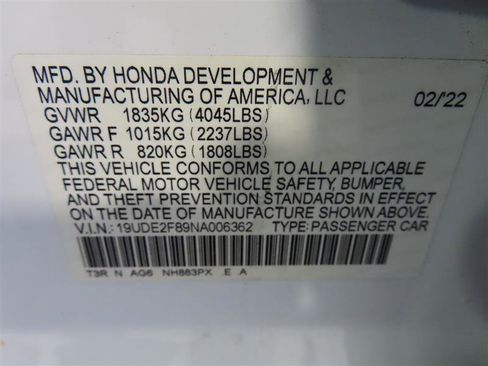 MFD. BY HONDA DEVELOPMENT &
MANUFACTURING OF AMERICA, LLC 02/'22
GVWR 1835KG (4045LBS)
GAWR F 1015KG (2237LBS)
GAWR R 820KG (1808LBS)
THIS VEHICLE CONFORMS TO ALL APPLICABLE
FEDERAL MOTOR VEHICLE SAFETY, BUMPER,
AND THEFT PREVENTION STANDARDS IN EFFECT
ON THE DATE OF MANUFACTURE SHOWN ABOVE.
V.I.N.: 19UDE2F89NA006362 TYPE: PASSENGER CAR
T3R N AG6 NH883PX E A